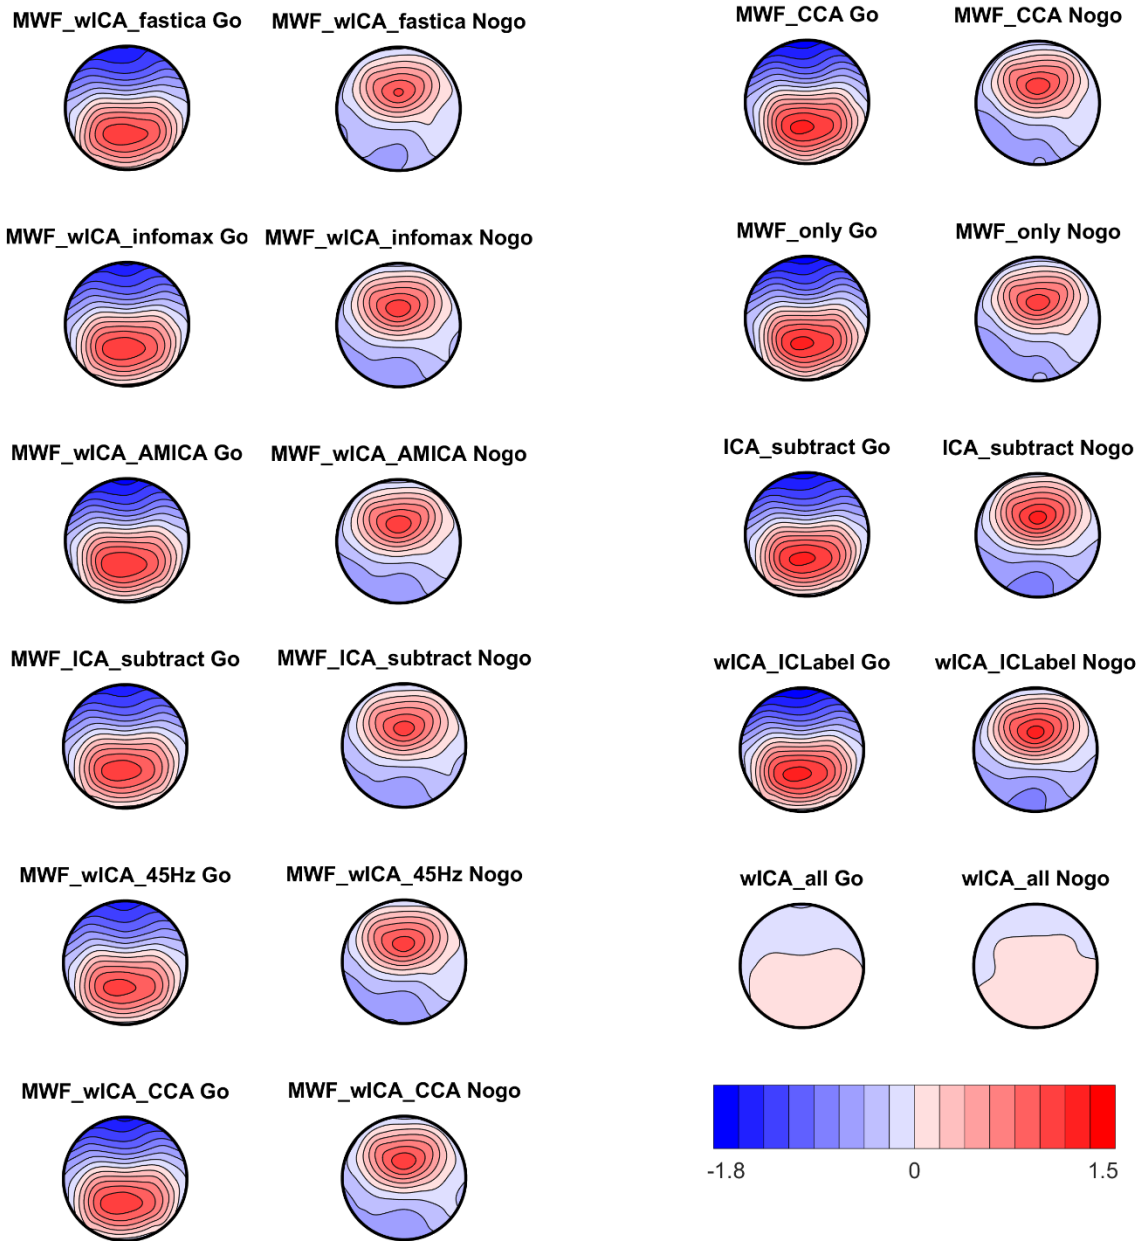 MWF_wICA_fastica Go
MWF_wICA_fastica Nogo
MWF_CCA Go
MWF_CCA Nogo
MWF_wICA_infomax Go
MWF_wICA_infomax Nogo
MWF_only Go
MWF_only Nogo
MWF_wICA_AMICA Go
MWF_wICA_AMICA Nogo
ICA_subtract Go
ICA_subtract Nogo
MWF_ICA_subtract Go
MWF_ICA_subtract Nogo
wICA_ICLabel Go
wICA_ICLabel Nogo
MWF_wICA_45Hz Go
MWF_wICA_45Hz Nogo
wICA_all Go
wICA_all Nogo
MWF_wICA_CCA Go
MWF_wICA_CCA Nogo
-1.8 0 1.5